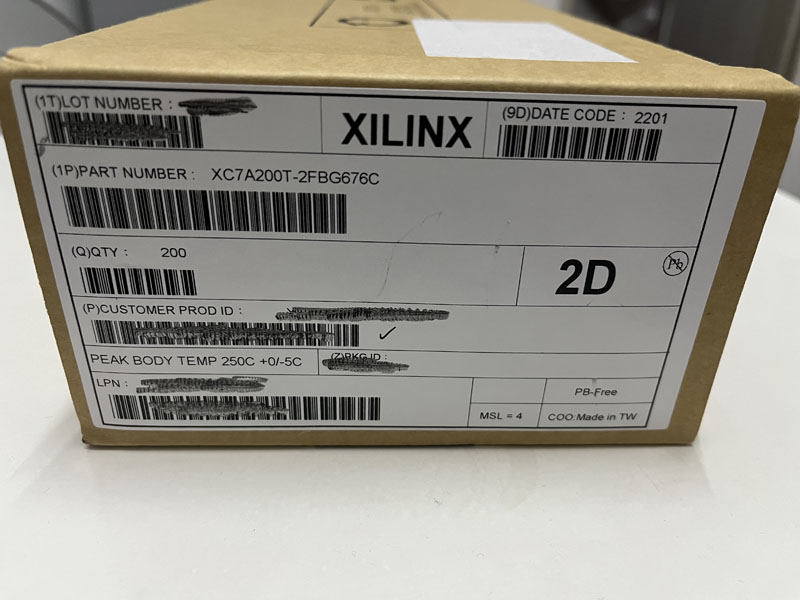 (1T)LOT NUMBER :
XILINX
(9D)DATE CODE : 2201
(1P)PART NUMBER : XC7A200T-2FBG676C
(Q)QTY : 200
2D
Pb
(P)CUSTOMER PROD ID :
PEAK BODY TEMP 250C +0/-5C
(Z)PKG ID :
LPN :
PB-Free
MSL = 4
COO:Made in TW